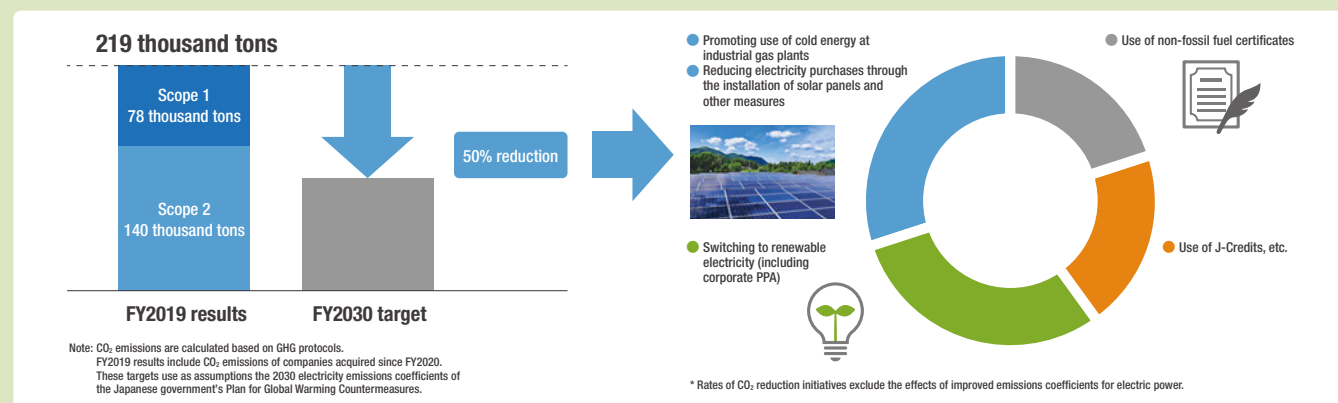 219 thousand tons
Scope 1
78 thousand tons
Scope 2
140 thousand tons
FY2019 results
FY2030 target
50% reduction
Note: CO₂ emissions are calculated based on GHG protocols.
FY2019 results include CO₂ emissions of companies acquired since FY2020.
These targets use as assumptions the 2030 electricity emissions coefficients of
the Japanese government's Plan for Global Warming Countermeasures.
Promoting use of cold energy at
industrial gas plants
Reducing electricity purchases through
the installation of solar panels and
other measures
Switching to renewable
electricity (including
corporate PPA)
Use of non-fossil fuel certificates
Use of J-Credits, etc.
* Rates of CO₂ reduction initiatives exclude the effects of improved emissions coefficients for electric power.